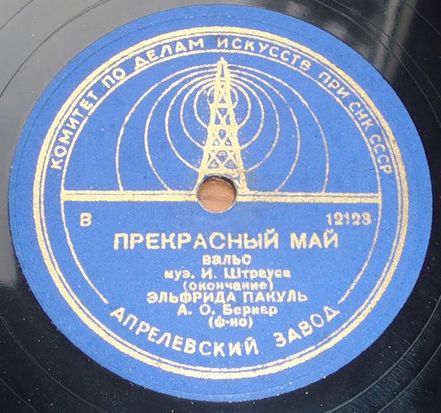 КОМИТЕТ ПО ДЕЛАМ ИСКУССТВ ПРИ СНК СССР
В 12123
ПРЕКРАСНЫЙ МАЙ
ВАЛЬС
муз. И. Штрауса
(окончание)
ЭЛЬФРИДА ПАКУЛЬ
А. О. Бернер
(ф-но)
АПРЕЛЕВСКИЙ ЗАВОД